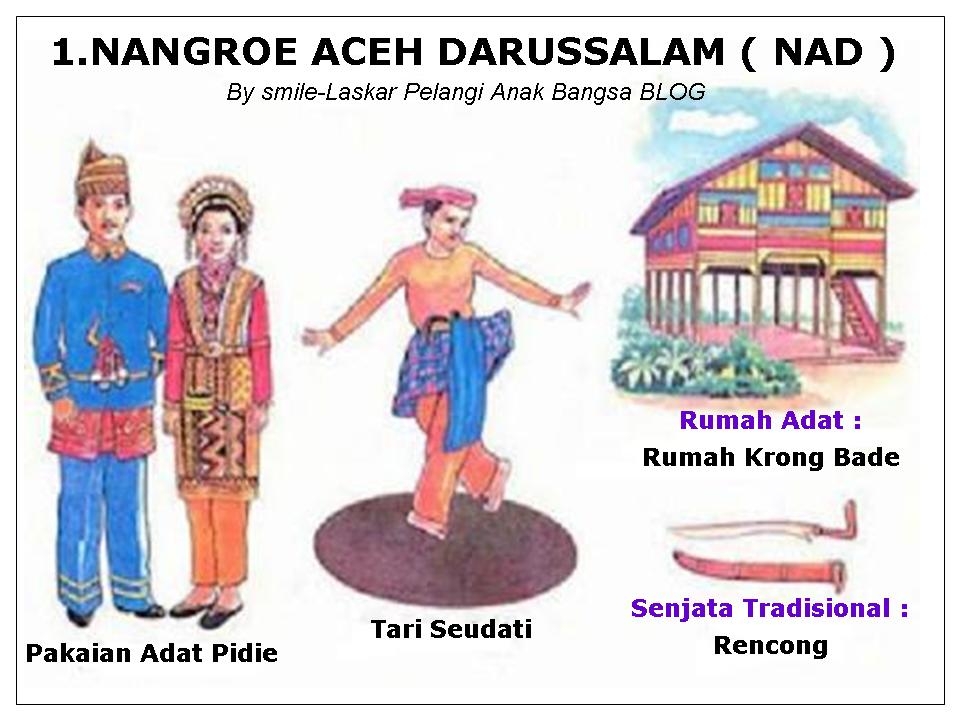 1.NANGROE ACEH DARUSSALAM ( NAD )
By smile-Laskar Pelangi Anak Bangsa BLOG
Rumah Adat :
Rumah Krong Bade
Senjata Tradisional :
Rencong
Tari Seudati
Pakaian Adat Pidie